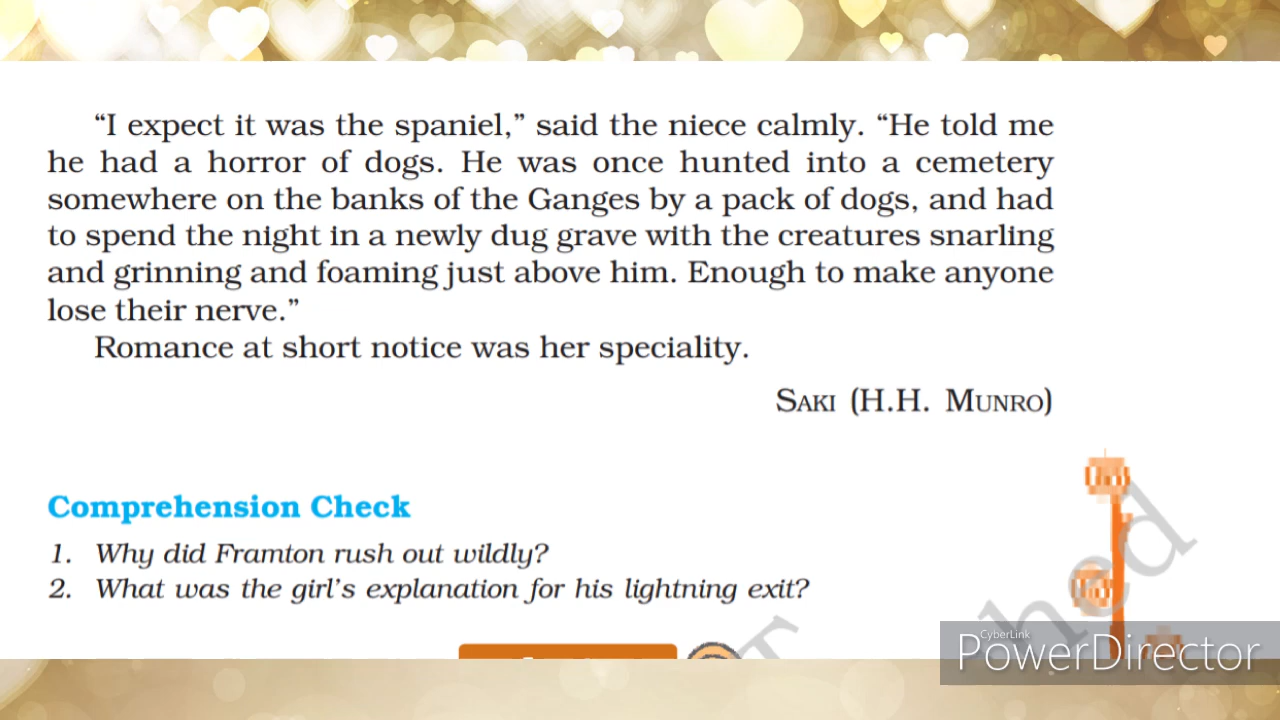 “I expect it was the spaniel,” said the niece calmly. “He told me
he had a horror of dogs. He was once hunted into a cemetery
somewhere on the banks of the Ganges by a pack of dogs, and had
to spend the night in a newly dug grave with the creatures snarling
and grinning and foaming just above him. Enough to make anyone
lose their nerve.”
Romance at short notice was her speciality.
SAKI (H.H. MUNRO)
Comprehension Check
1. Why did Framton rush out wildly?
2. What was the girl’s explanation for his lightning exit?
CyberLink
PowerDirector